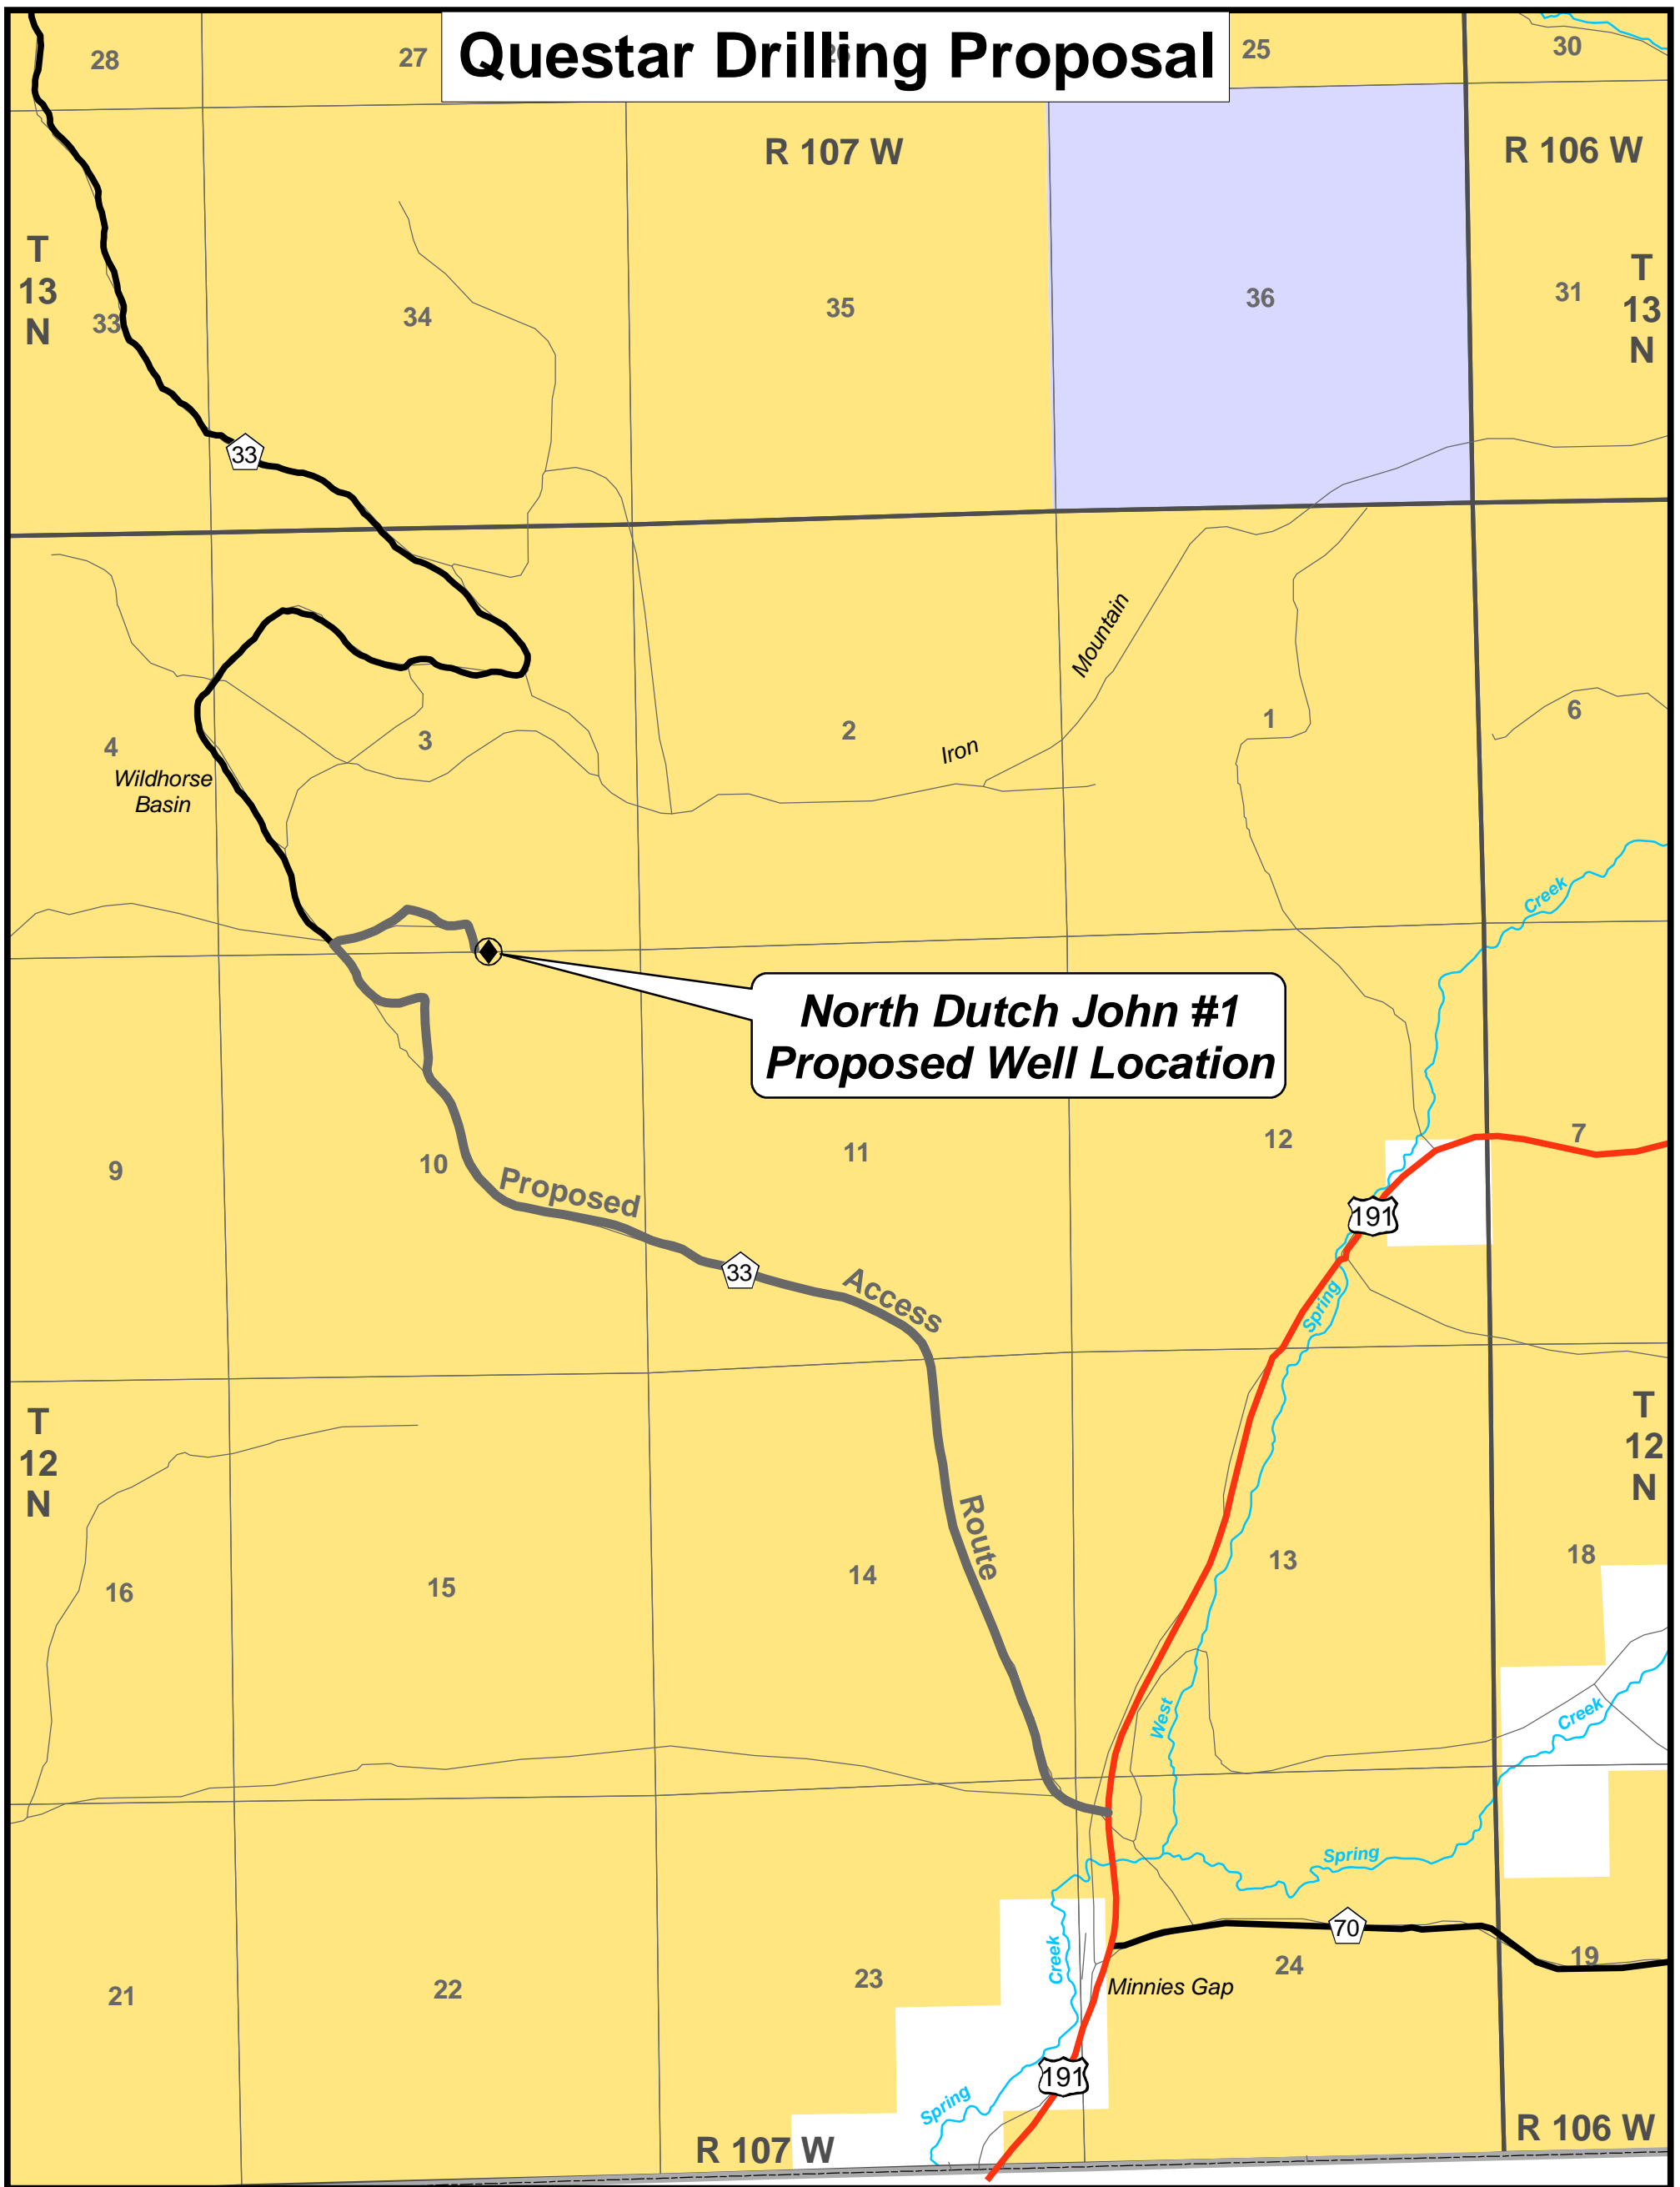 Questar Drilling Proposal
28
27
26
25
30
R 107 W
R 106 W
T
13
N
T
13
N
33
34
35
36
31
33
Mountain
Iron
4
3
2
1
6
Wildhorse
Basin
Creek
North Dutch John #1
Proposed Well Location
9
10
11
12
7
Proposed
33
Access
Route
191
Spring
T
12
N
T
12
N
16
15
14
13
18
West
Creek
Spring
70
Creek
21
22
23
24
19
Minnies Gap
191
Spring
R 107 W
R 106 W